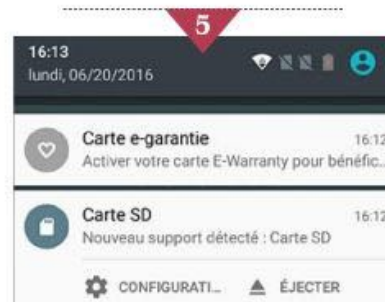 5
16:13
lundi, 06/20/2016
Carte e-garantie 16:12
Activer votre carte E-Warranty pour bénéfic...
Carte SD 16:12
Nouveau support détecté : Carte SD
CONFIGURATI... ÉJECTER